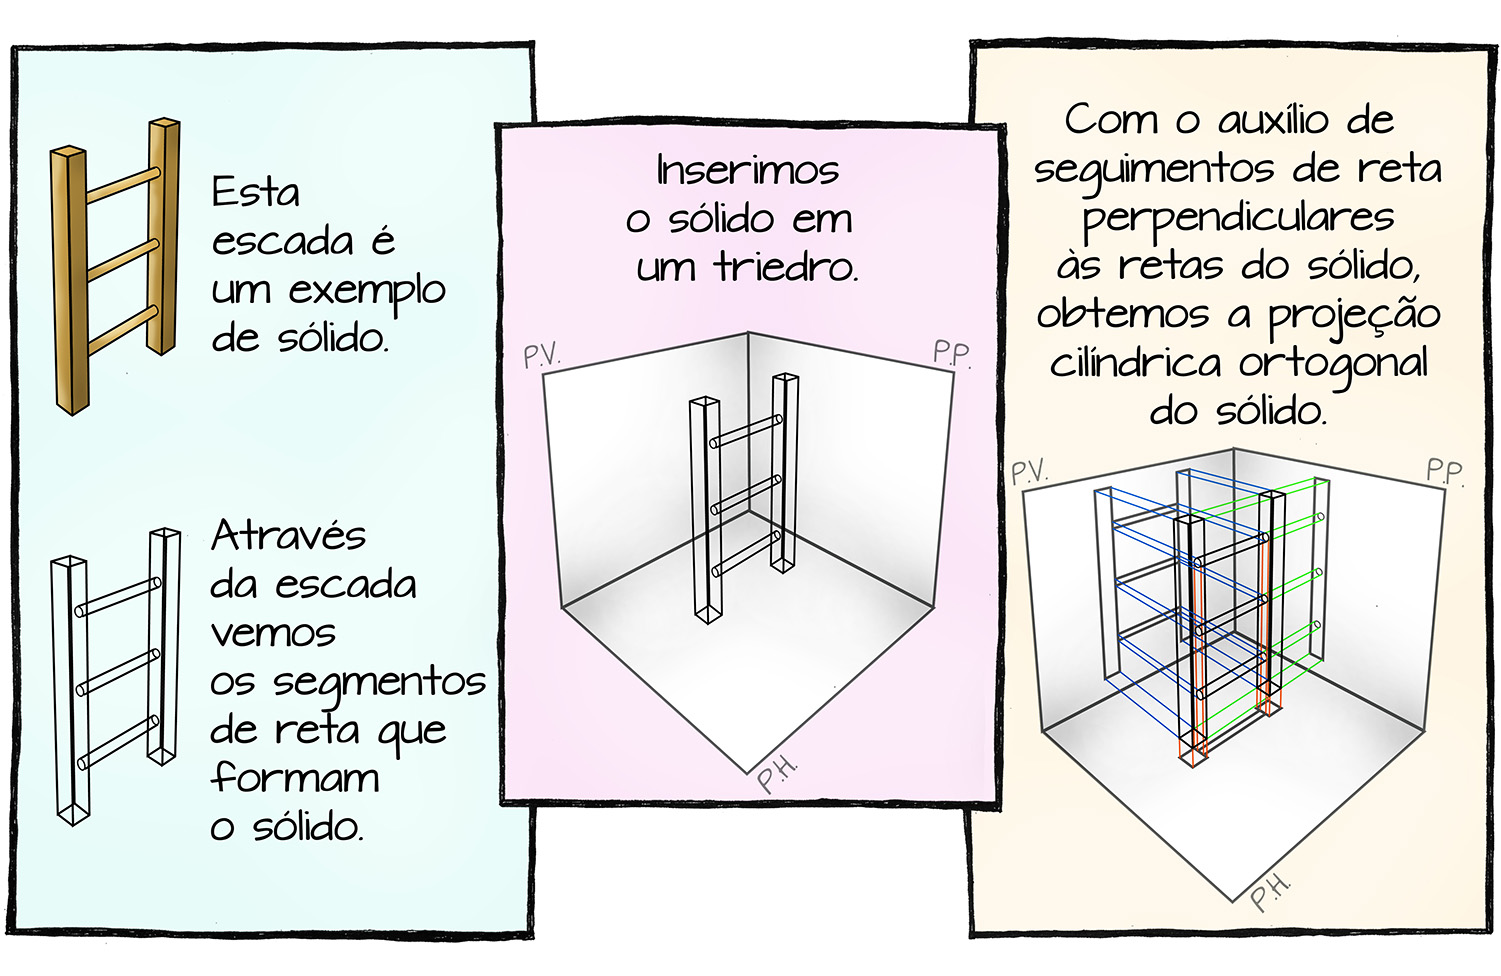 Esta
escada é
um exemplo
de sólido.
Através
da escada
vemos
os segmentos
de reta que
formam
o sólido.
Inserimos
o sólido em
um triedro.
P.V.
P.P.
P.H.
Com o auxílio de
seguimentos de reta
perpendiculares
às retas do sólido,
obtemos a projeção
cilíndrica ortogonal
do sólido.
P.V.
P.P.
P.H.